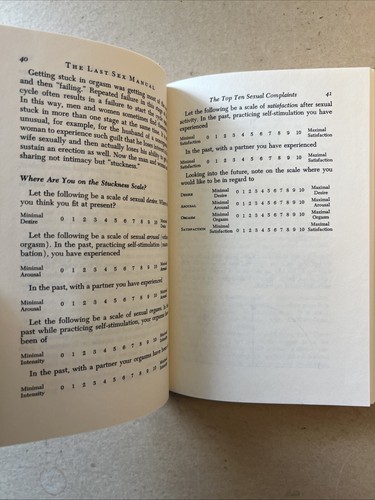 40
THE LAST SEX MANUAL
Getting stuck in orgasm was getting
and then "failing." Repeated failure in this
cycle often results in a failure to start the
In this way, men and women sometimes
stuck in more than one stage at the same time. It is
unusual, for example, for the husband of a
woman to experience such guilt that he
wife sexually and then actually loses his ability to
sustain an erection as well. Now the man and
sharing not intimacy but "stuckness."
Where Are You on the Stuckness Scale?
Let the following be a scale of sexual desire. Where
you think you fit at present?
Minimal Desire 0 1 2 3 4 5 6 7 8 9 10
Let the following be a scale of sexual arousal
orgasm). In the past, practicing self-stimulation
bation), you have experienced
Minimal Arousal 0 1 2 3 4 5 6 7 8 9 10
In the past, with a partner you have experienced
Minimal Arousal 0 1 2 3 4 5 6 7 8 9 10
Let the following be a scale of sexual orgasm. In the
past while practicing self-stimulation, your orgasms
been of
Minimal Intensity 0 1 2 3 4 5 6 7 8 9 10
In the past, with a partner your orgasms have been
Minimal Intensity 0 1 2 3 4 5 6 7 8 9 10
The Top Ten Sexual Complaints
41
Let the following be a scale of satisfaction after sexual
activity. In the past, practicing self-stimulation you have
experienced
Minimal Satisfaction 0 1 2 3 4 5 6 7 8 9 10 Maximal Satisfaction
In the past, with a partner you have experienced
Minimal Satisfaction 0 1 2 3 4 5 6 7 8 9 10 Maximal Satisfaction
Looking into the future, note on the scale where you
would like to be in regard to
DESIRE Minimal Desire 0 1 2 3 4 5 6 7 8 9 10 Maximal Desire
AROUSAL Minimal Arousal 0 1 2 3 4 5 6 7 8 9 10 Maximal Arousal
ORGASM Minimal Orgasm 0 1 2 3 4 5 6 7 8 9 10 Maximal Orgasm
SATISFACTION Minimal Satisfaction 0 1 2 3 4 5 6 7 8 9 10 Maximal Satisfaction